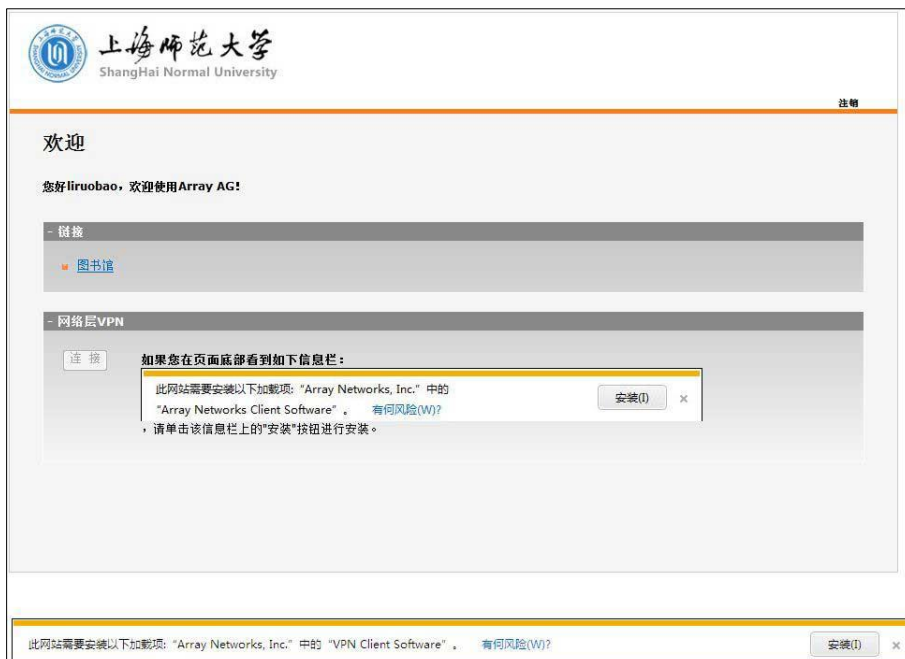 上海师范大学
ShangHai Normal University
注销
欢迎
您好liruobao，欢迎使用Array AG!
- 链接
图书馆
- 网络层VPN
连 接
如果您在页面底部看到如下信息栏：
此网站需要安装以下加载项: “Array Networks, Inc.” 中的
“Array Networks Client Software” 。 有何风险(W)?
安装(I) ×
，请单击该信息栏上的"安装"按钮进行安装。
此网站需要安装以下加载项: “Array Networks, Inc.” 中的 “VPN Client Software” 。 有何风险(W)? 安装(I) ×